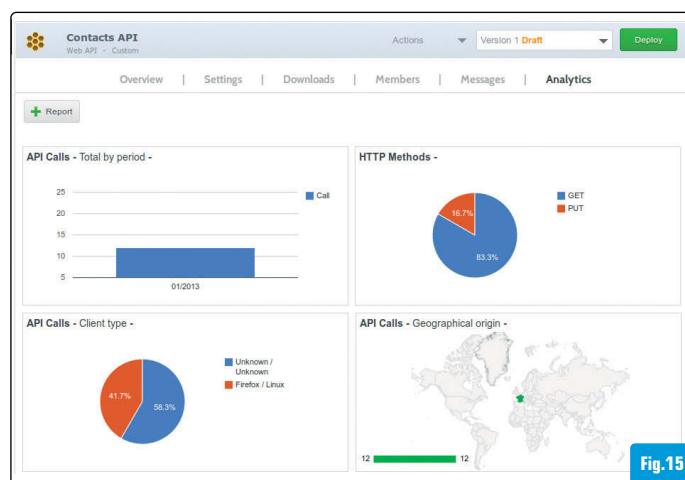 Contacts API
Web API - Custom
Actions
Version 1 Draft
Deploy
Overview | Settings | Downloads | Members | Messages | Analytics
Report
API Calls - Total by period -
25
20
15
10
5
01/2013
Call
HTTP Methods -
16.7%
83.3%
GET
PUT
API Calls - Client type -
41.7%
58.3%
Unknown /
Unknown
Firefox / Linux
API Calls - Geographical origin -
12
12
Fig.15